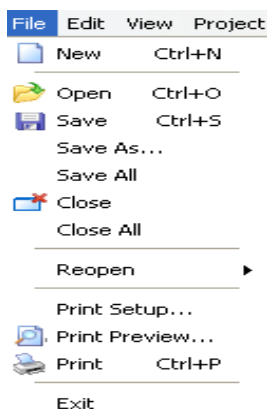 File Edit View Project
New Ctrl+N
Open Ctrl+O
Save Ctrl+S
Save As...
Save All
Close
Close All
Reopen
Print Setup...
Print Preview...
Print Ctrl+P
Exit